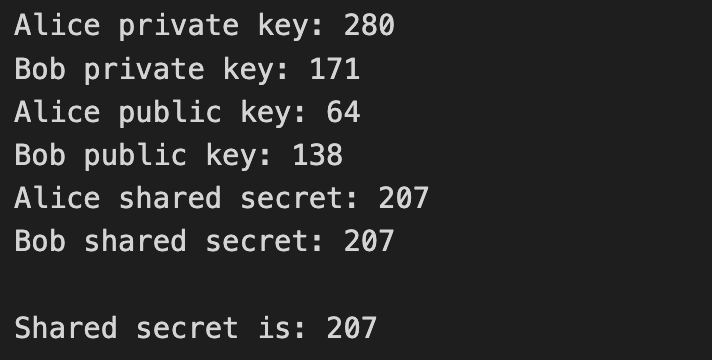 Alice private key: 280
Bob private key: 171
Alice public key: 64
Bob public key: 138
Alice shared secret: 207
Bob shared secret: 207
Shared secret is: 207